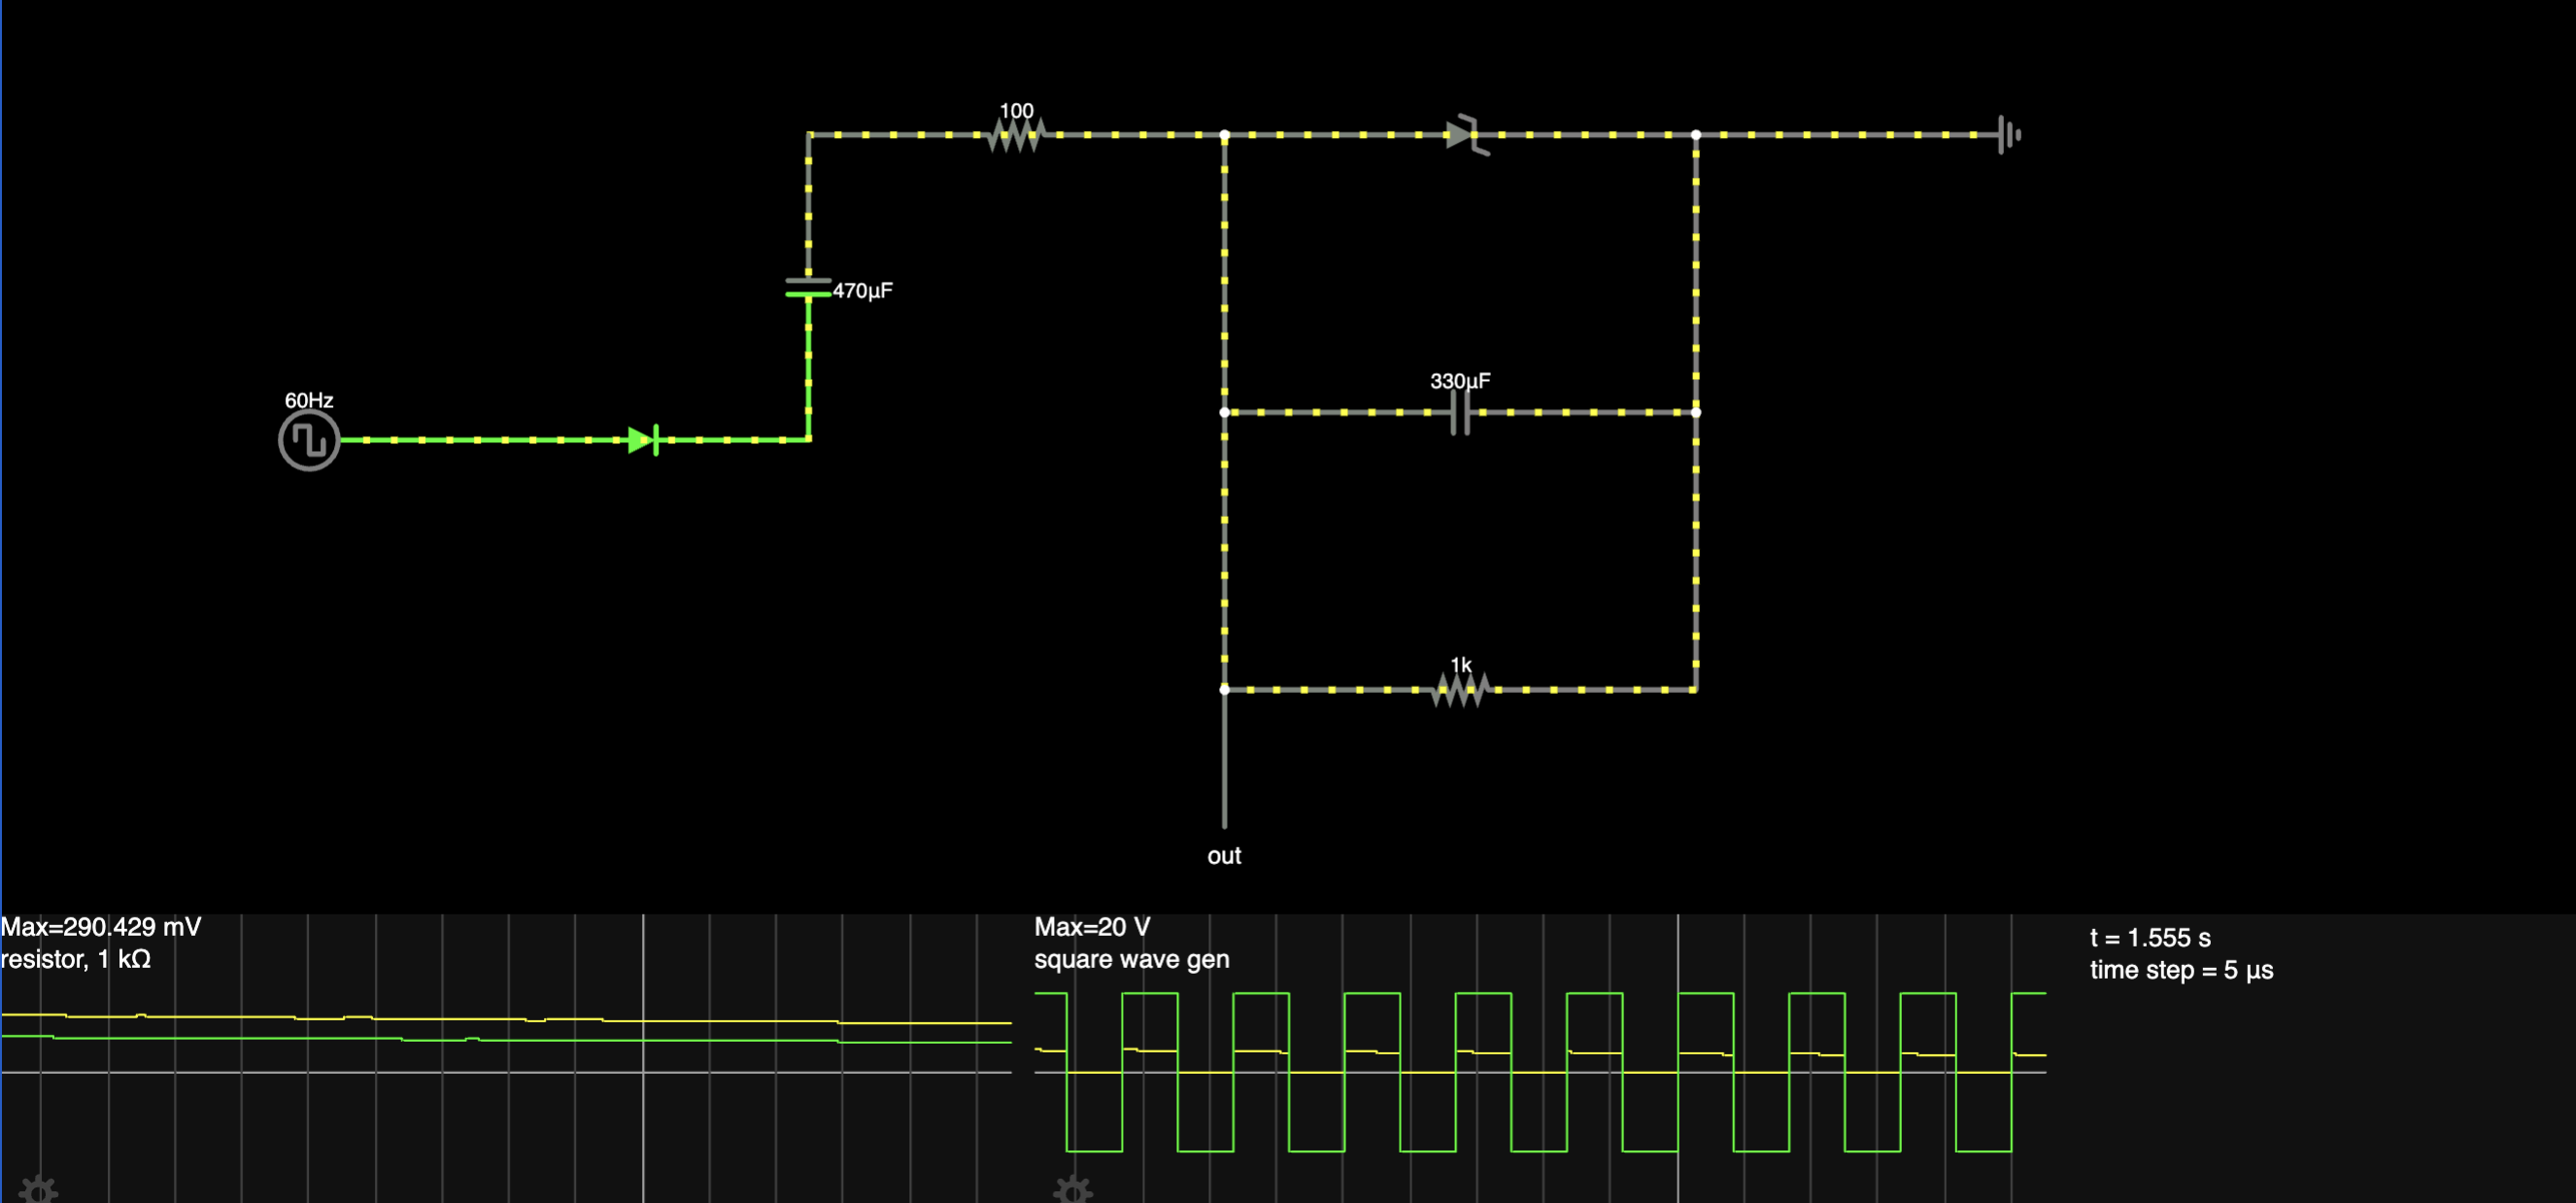 100
470µF
60Hz
330µF
1k
out
Max=290.429 mV
resistor, 1 kΩ
Max=20 V
square wave gen
t = 1.555 s
time step = 5 µs